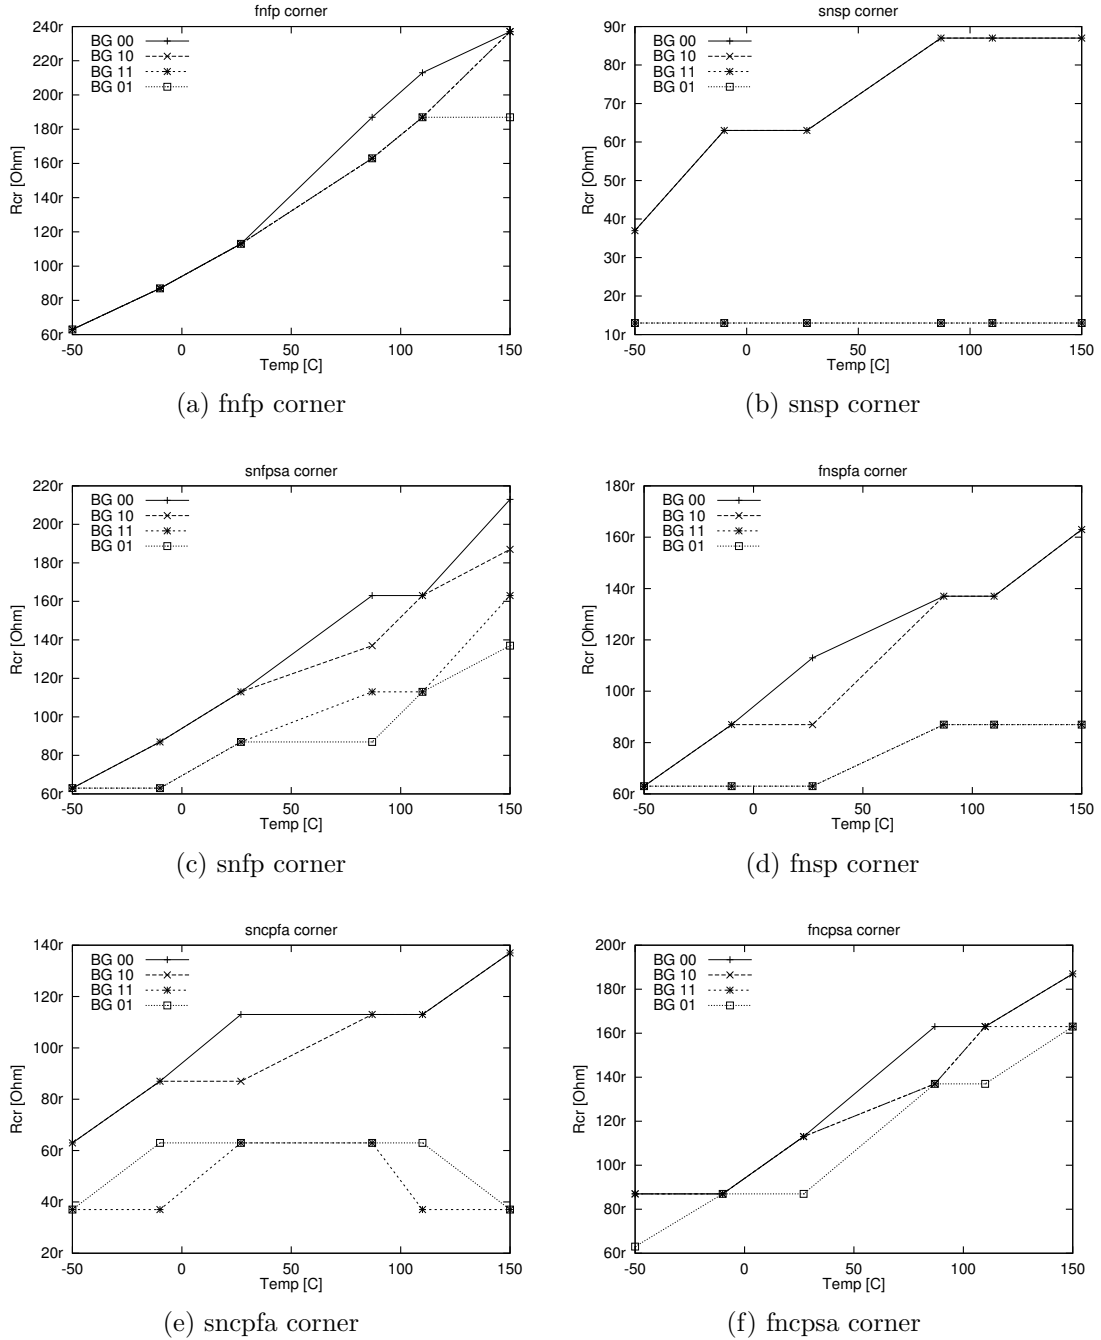 fnfp corner
Rcr [Ohm]
240r
220r
200r
180r
160r
140r
120r
100r
80r
60r
BG 00
BG 10
BG 11
BG 01
-50 0 50 100 150
Temp [C]
(a) fnfp corner
snsp corner
Rcr [Ohm]
90r
80r
70r
60r
50r
40r
30r
20r
10r
BG 00
BG 10
BG 11
BG 01
-50 0 50 100 150
Temp [C]
(b) snsp corner
snfpsa corner
Rcr [Ohm]
220r
200r
180r
160r
140r
120r
100r
80r
60r
BG 00
BG 10
BG 11
BG 01
-50 0 50 100 150
Temp [C]
(c) snfp corner
fnspfa corner
Rcr [Ohm]
180r
160r
140r
120r
100r
80r
60r
BG 00
BG 10
BG 11
BG 01
-50 0 50 100 150
Temp [C]
(d) fnsp corner
sncpfa corner
Rcr [Ohm]
140r
120r
100r
80r
60r
40r
20r
BG 00
BG 10
BG 11
BG 01
-50 0 50 100 150
Temp [C]
(e) sncpfa corner
fncpsa corner
Rcr [Ohm]
200r
180r
160r
140r
120r
100r
80r
60r
BG 00
BG 10
BG 11
BG 01
-50 0 50 100 150
Temp [C]
(f) fncpsa corner